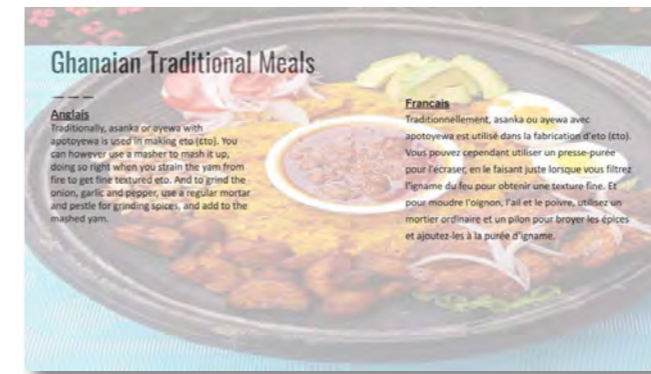 Ghanaian Traditional Meals
Anglais
Traditionally, asanka or ayewa with
apotoyewa is used in making eto (cto). You
can however use a masher to mash it up,
doing so right when you strain the yam from
fire to get fine textured eto. And to grind the
onion, garlic and pepper, use a regular mortar
and pestle for grinding spices, and add to the
mashed yam.
Francais
Traditionnellement, asanka ou ayewa avec
apotoyewa est utilisé dans la fabrication d'eto (cto).
Vous pouvez cependant utiliser un presse-purée
pour l'écraser, en le faisant juste lorsque vous filtrez
l'igname du feu pour obtenir une texture fine. Et
pour moudre l'oignon, l'ail et le poivre, utilisez un
mortier ordinaire et un pilon pour broyer les épices
et ajoutez-les à la purée d'igname.